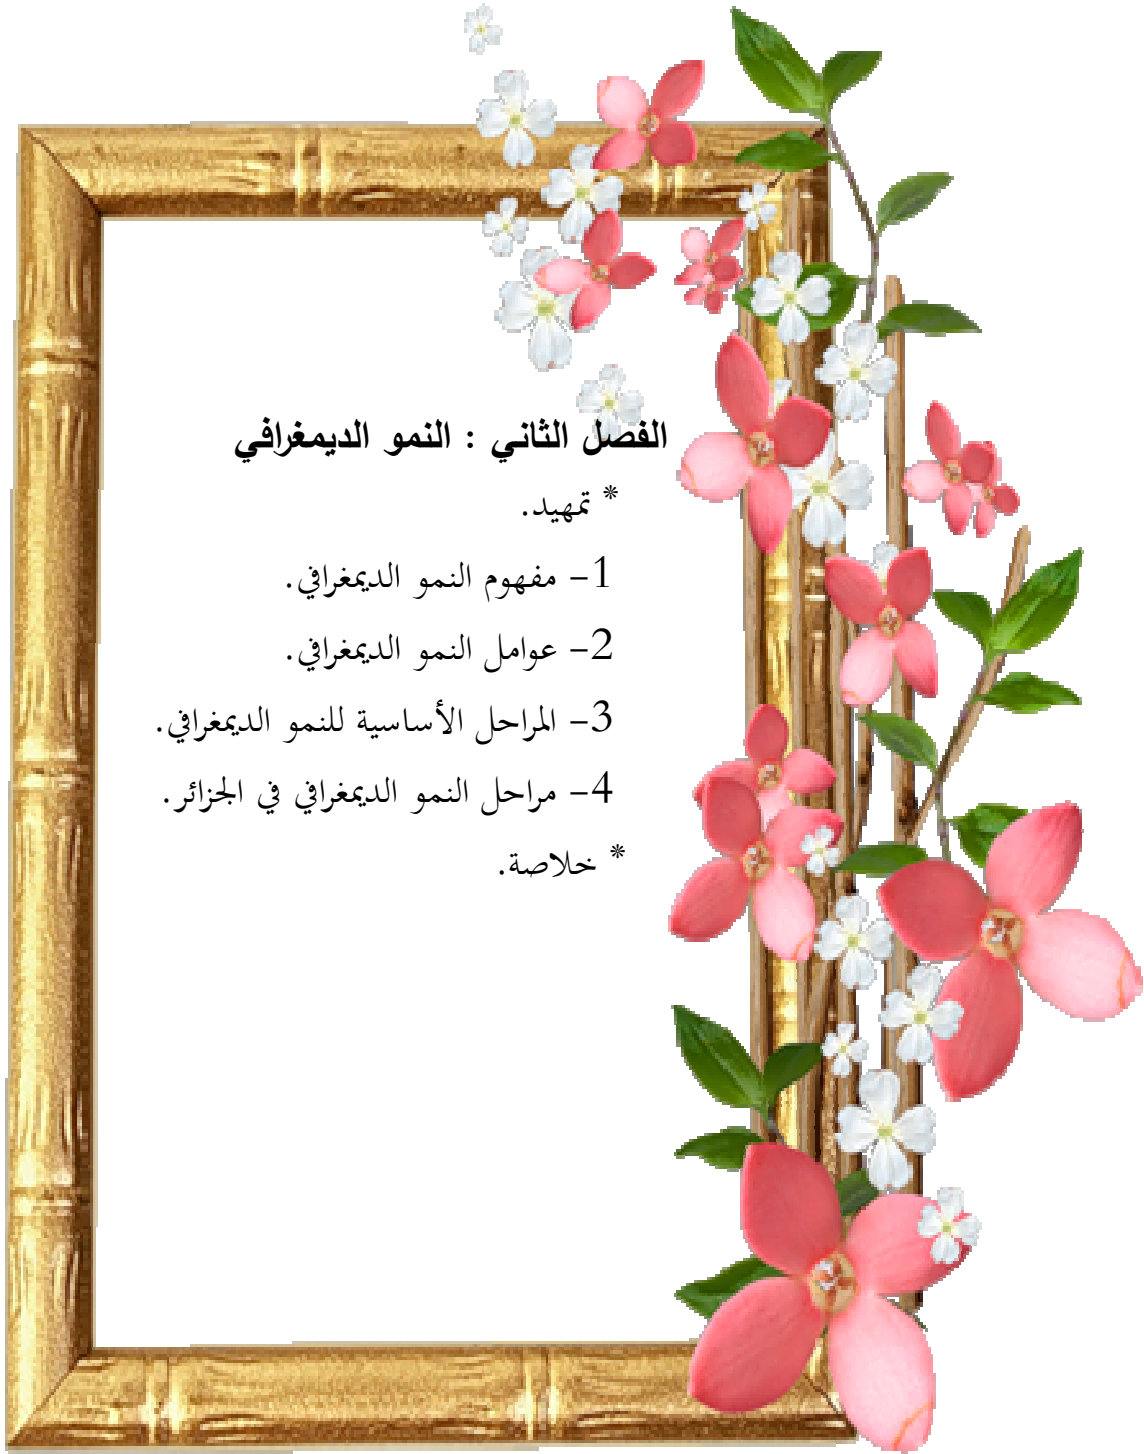 الفصل الثاني : النمو الديمغرافي
* تمهيد.
1- مفهوم النمو الديمغرافي.
2- عوامل النمو الديمغرافي.
3- المراحل الأساسية للنمو الديمغرافي.
4- مراحل النمو الديمغرافي في الجزائر.
* خلاصة.